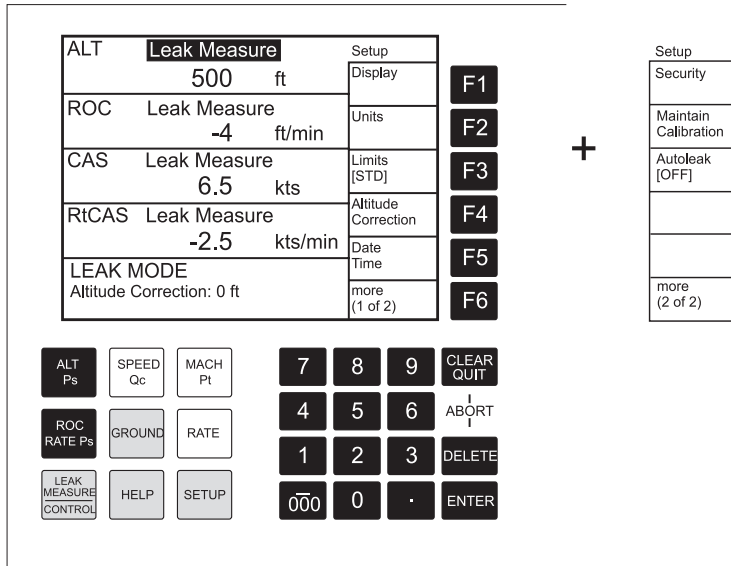 ALT Leak Measure
500 ft
ROC Leak Measure
-4 ft/min
CAS Leak Measure
6.5 kts
RtCAS Leak Measure
-2.5 kts/min
LEAK MODE
Altitude Correction: 0 ft
Setup
Display
Units
Limits
[STD]
Altitude
Correction
Date
Time
more
(1 of 2)
F1
F2
F3
F4
F5
F6
+
Setup
Security
Maintain
Calibration
Autoleak
[OFF]
more
(2 of 2)
ALT
Ps
SPEED
Qc
MACH
Pt
ROC
RATE Ps
GROUND
RATE
LEAK
MEASURE
CONTROL
HELP
SETUP
7 8 9 CLEAR
QUIT
4 5 6 ABORT
1 2 3 DELETE
000 0 . ENTER